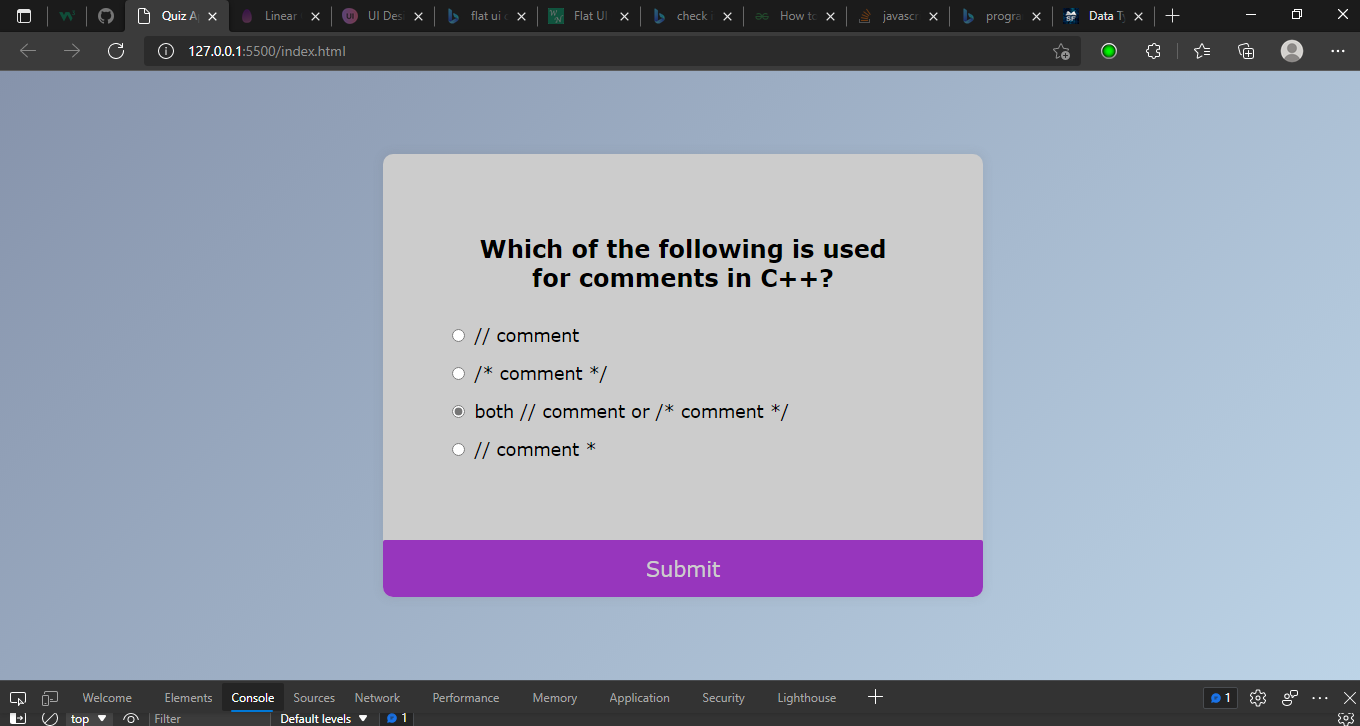 Quiz A
Linear
UI Des
flat ui
Flat UI
check
How to
javascr
progra
Data Ty
127.0.0.1:5500/index.html
Which of the following is used
for comments in C++?
// comment
/* comment */
both // comment or /* comment */
// comment *
Submit
Welcome
Elements
Console
Sources
Network
Performance
Memory
Application
Security
Lighthouse
1
top
Filter
Default levels
1